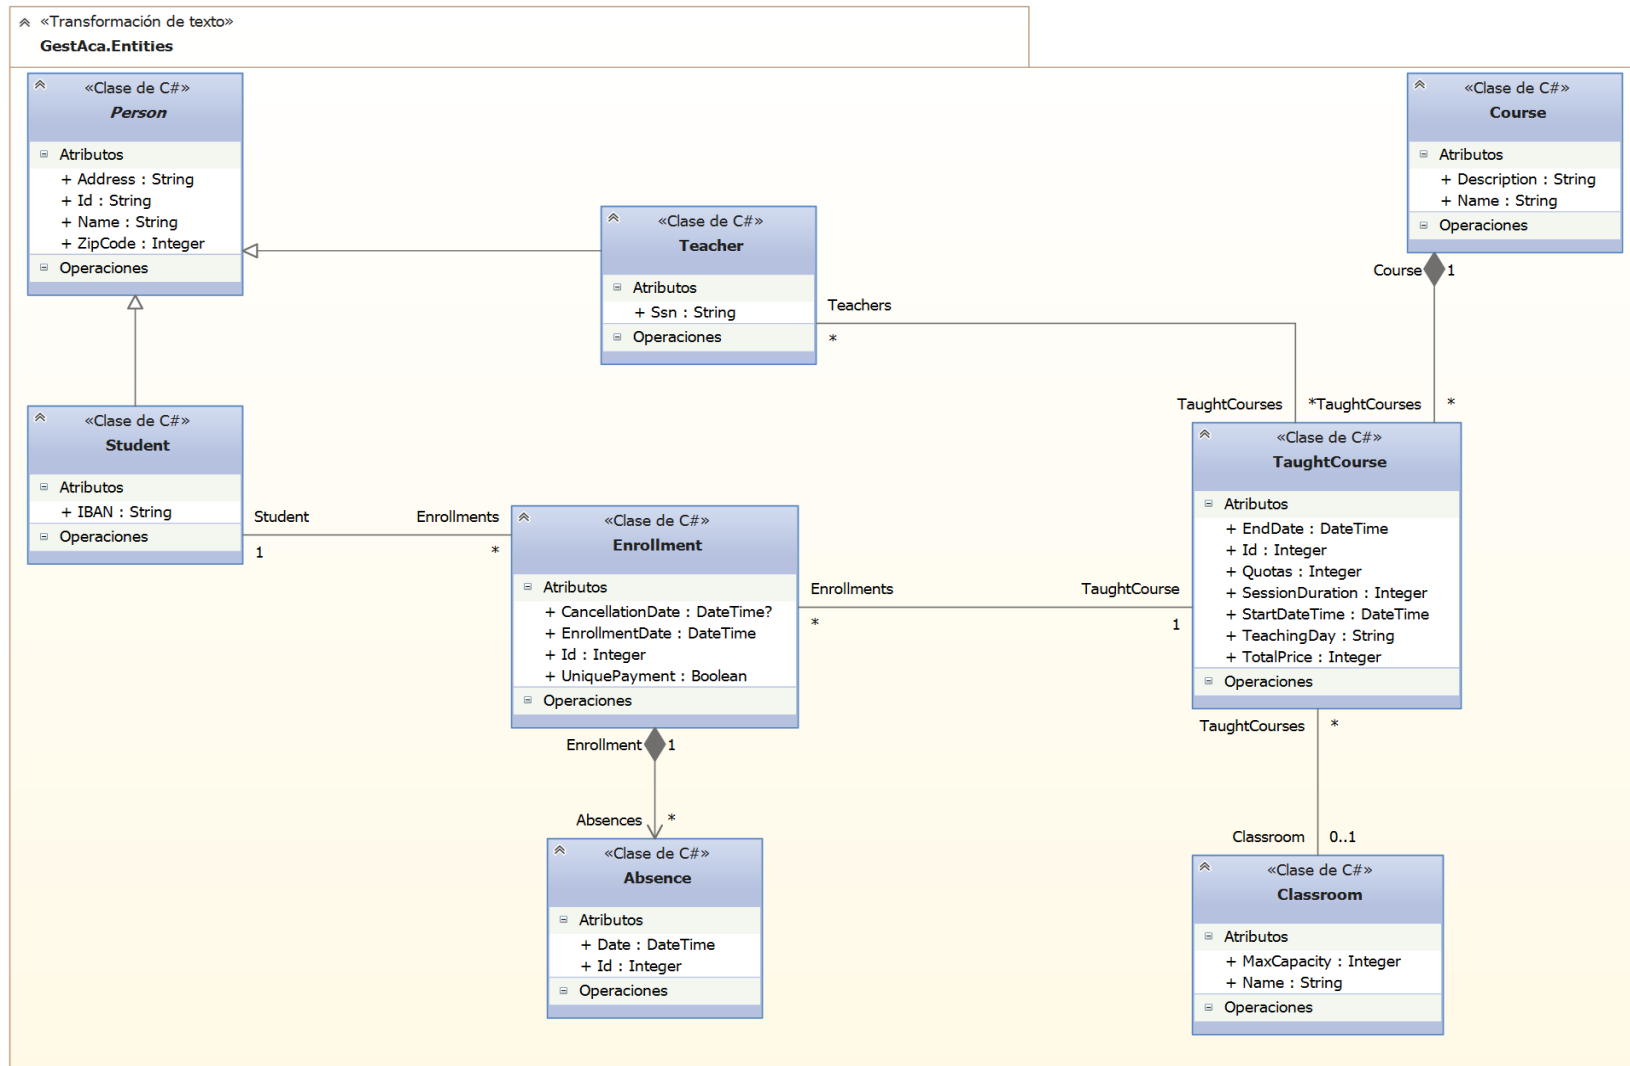 «Transformación de texto»
GestAca.Entities
«Clase de C#»
Person
Atributos
+ Address : String
+ Id : String
+ Name : String
+ ZipCode : Integer
Operaciones
«Clase de C#»
Course
Atributos
+ Description : String
+ Name : String
Operaciones
«Clase de C#»
Teacher
Atributos
+ Ssn : String
Operaciones
Course
1
Teachers
*
TaughtCourses
*
TaughtCourses
*
«Clase de C#»
Student
Atributos
+ IBAN : String
Operaciones
Student
1
Enrollments
*
«Clase de C#»
Enrollment
Atributos
+ CancellationDate : DateTime?
+ EnrollmentDate : DateTime
+ Id : Integer
+ UniquePayment : Boolean
Operaciones
Enrollments
*
TaughtCourse
1
«Clase de C#»
TaughtCourse
Atributos
+ EndDate : DateTime
+ Id : Integer
+ Quotas : Integer
+ SessionDuration : Integer
+ StartDateTime : DateTime
+ TeachingDay : String
+ TotalPrice : Integer
Operaciones
Enrollment
1
Absences
*
«Clase de C#»
Absence
Atributos
+ Date : DateTime
+ Id : Integer
Operaciones
TaughtCourses
*
Classroom
0..1
«Clase de C#»
Classroom
Atributos
+ MaxCapacity : Integer
+ Name : String
Operaciones